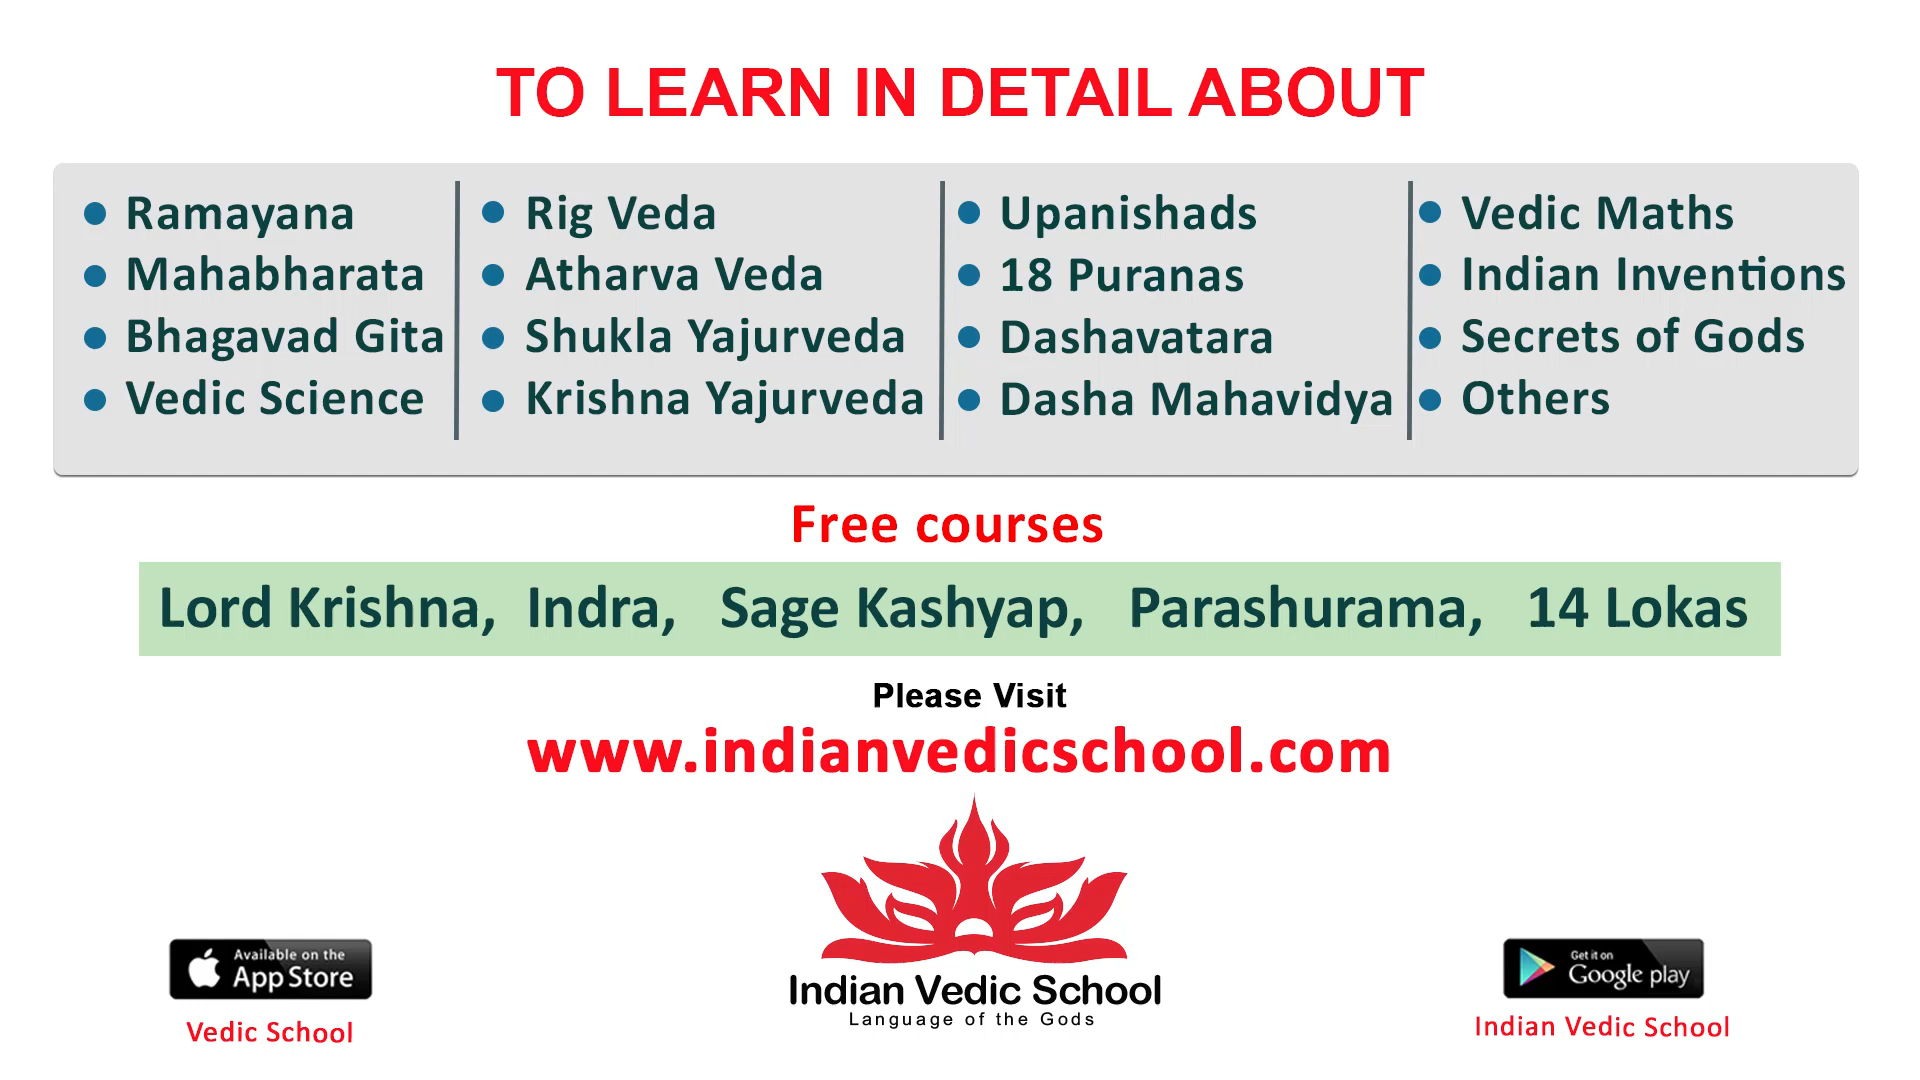 TO LEARN IN DETAIL ABOUT
Ramayana
Mahabharata
Bhagavad Gita
Vedic Science
Rig Veda
Atharva Veda
Shukla Yajurveda
Krishna Yajurveda
Upanishads
18 Puranas
Dashavatara
Dasha Mahavidya
Vedic Maths
Indian Inventions
Secrets of Gods
Others
Free courses
Lord Krishna, Indra, Sage Kashyap, Parashurama, 14 Lokas
Please Visit
www.indianvedicschool.com
Indian Vedic School
Language of the Gods
Available on the
App Store
Vedic School
Get it on
Google play
Indian Vedic School